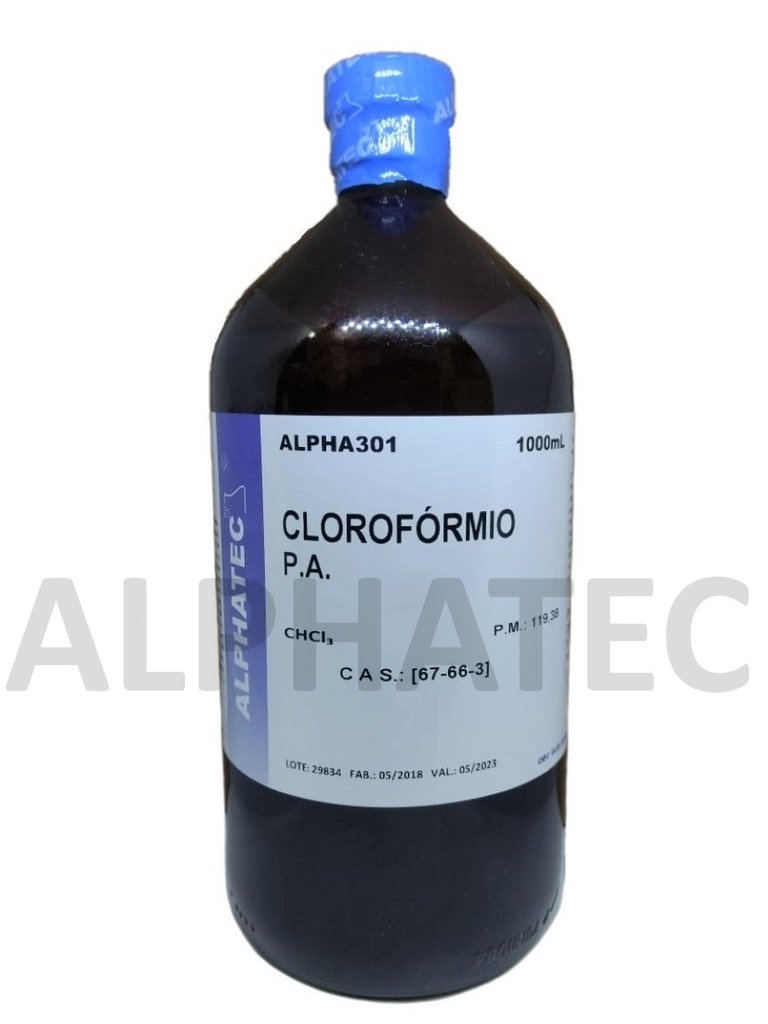 ALPHA301 1000mL
CLOROFÓRMIO
P.A.
CHCl₃ P.M.: 119,38
C A S.: [67-66-3]
LOTE: 29834 FAB.: 05/2018 VAL.: 05/2023
ALPHATEC
ALPHATEC